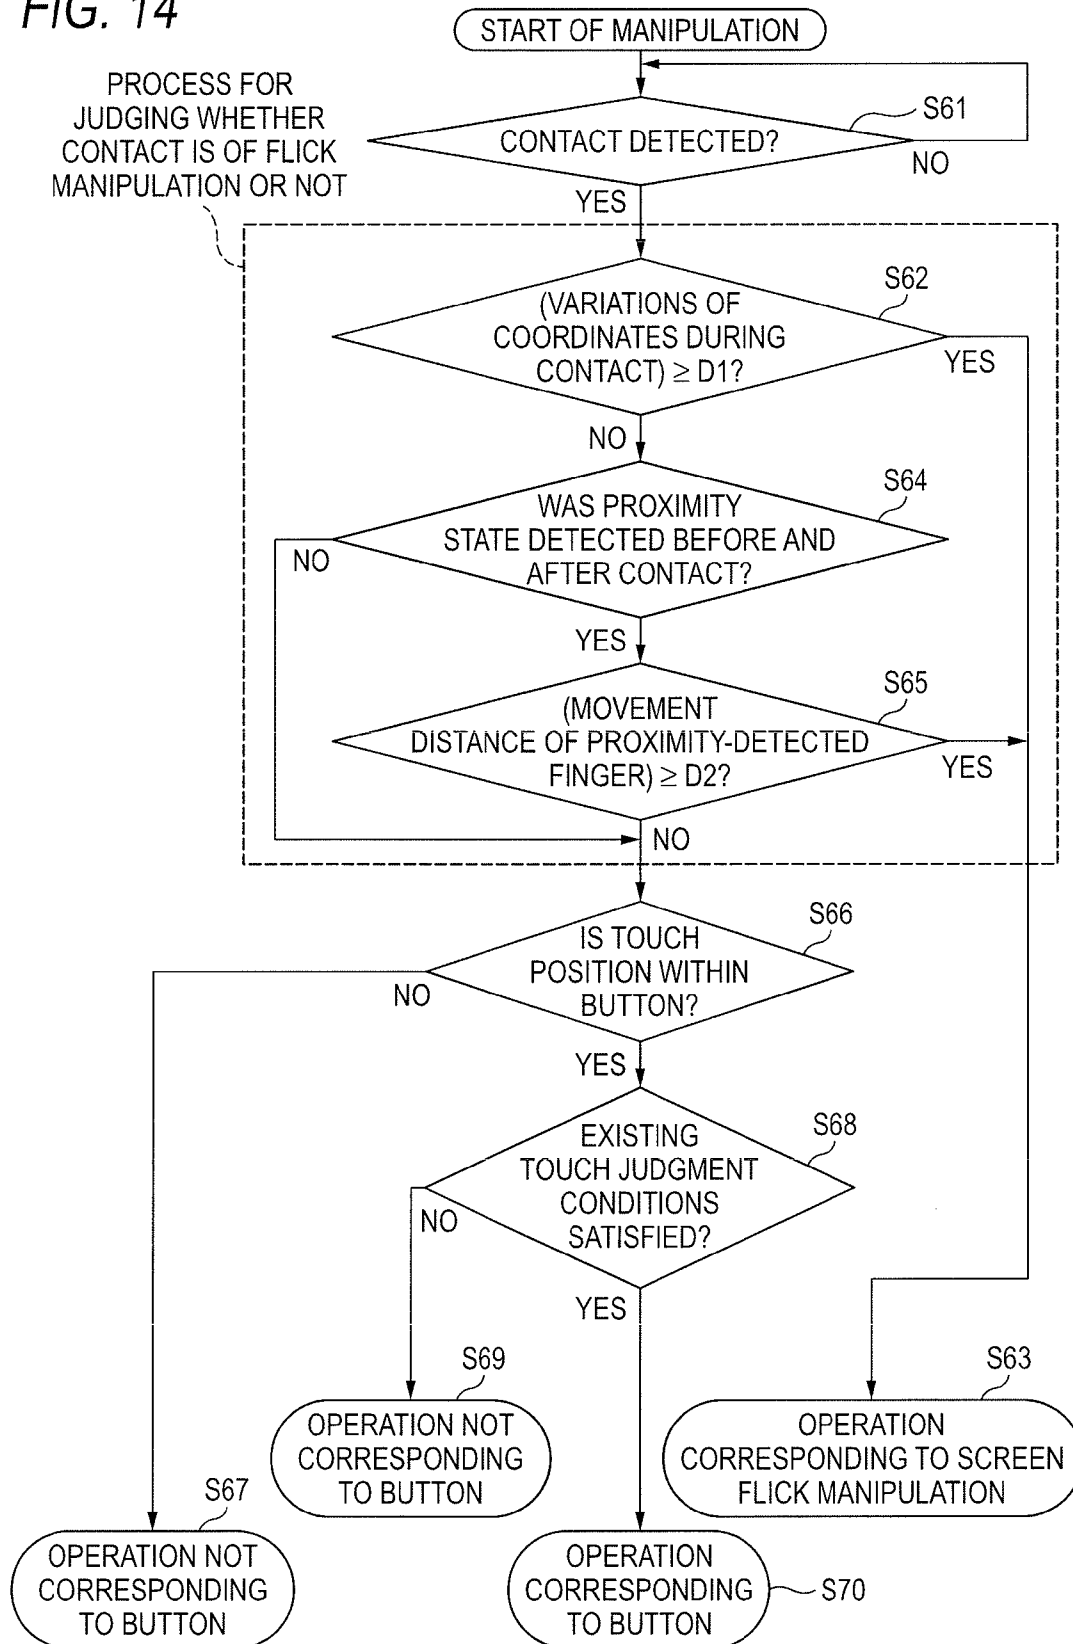 FIG. 14
START OF MANIPULATION
PROCESS FOR
JUDGING WHETHER
CONTACT IS OF FLICK
MANIPULATION OR NOT
S61
CONTACT DETECTED?
NO
YES
S62
(VARIATIONS OF
COORDINATES DURING
CONTACT) ≥ D1?
YES
NO
S64
WAS PROXIMITY
STATE DETECTED BEFORE AND
AFTER CONTACT?
NO
YES
S65
(MOVEMENT
DISTANCE OF PROXIMITY-DETECTED
FINGER) ≥ D2?
YES
NO
S66
IS TOUCH
POSITION WITHIN
BUTTON?
NO
YES
S68
EXISTING
TOUCH JUDGMENT
CONDITIONS
SATISFIED?
NO
YES
S69
OPERATION NOT
CORRESPONDING
TO BUTTON
S63
OPERATION
CORRESPONDING TO SCREEN
FLICK MANIPULATION
S67
OPERATION NOT
CORRESPONDING
TO BUTTON
OPERATION
CORRESPONDING
TO BUTTON
S70